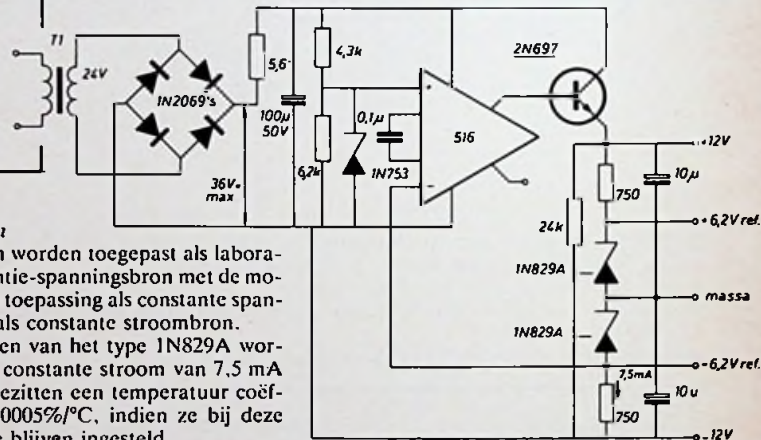 T1
24V
1N2069's
36V=
max
5,6
100µ
50V
4,3k
6,2k
0,1µ
1N753
+
-
516
2N697
24k
750
10µ
+12V
+6,2V ref.
1N829A
massa
1N829A
-6,2V ref.
7,5mA
750
10u
-12V
n worden toegepast als labora-
ntie-spanningsbron met de mo-
toepassing als constante span-
als constante stroombron.
en van het type 1N829A wor-
constante stroom van 7,5 mA
ezitten een temperatuur coëf-
0005%/°C, indien ze bij deze
blijven ingesteld